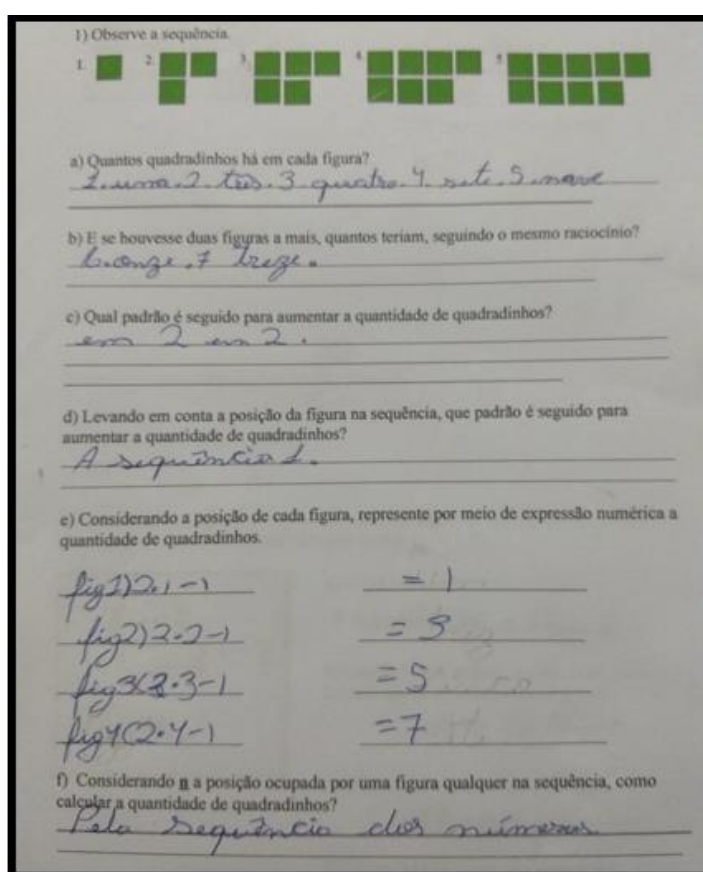 1) Observe a sequência.
1. 2. 3. 4. 5.
a) Quantos quadradinhos há em cada figura?
1. uma. 2. três. 3 quatro. 4. sete. 5. nove
b) E se houvesse duas figuras a mais, quantos teriam, seguindo o mesmo raciocínio?
6. onze. 7 treze.
c) Qual padrão é seguido para aumentar a quantidade de quadradinhos?
em 2 em 2.
d) Levando em conta a posição da figura na sequência, que padrão é seguido para
aumentar a quantidade de quadradinhos?
A sequência 1.
e) Considerando a posição de cada figura, represente por meio de expressão numérica a
quantidade de quadradinhos.
fig1) 2.1-1 = 1
fig2) 2.2-1 = 3
fig3( 2.3-1 = 5
fig4( 2.4-1 =7
f) Considerando n a posição ocupada por uma figura qualquer na sequência, como
calcular a quantidade de quadradinhos?
Pela sequência dos números